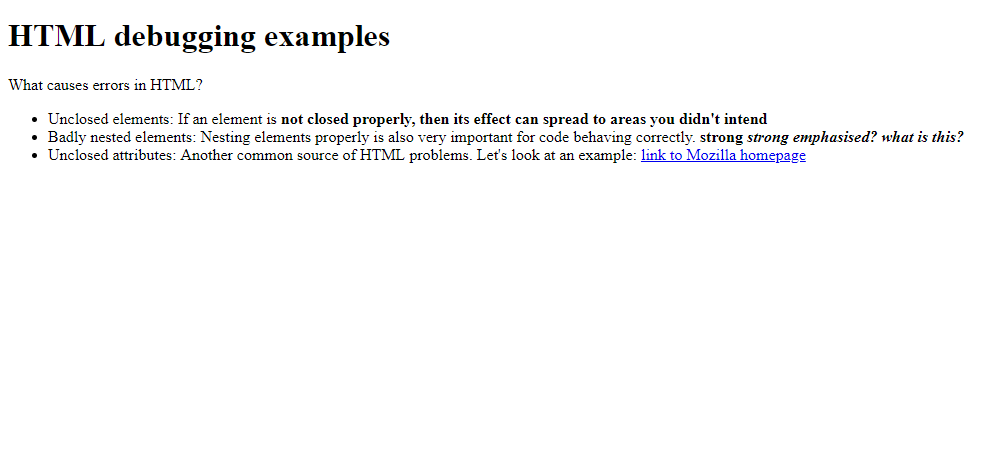 HTML debugging examples
What causes errors in HTML?
• Unclosed elements: If an element is not closed properly, then its effect can spread to areas you didn't intend
• Badly nested elements: Nesting elements properly is also very important for code behaving correctly. strong strong emphasised? what is this?
• Unclosed attributes: Another common source of HTML problems. Let's look at an example: link to Mozilla homepage